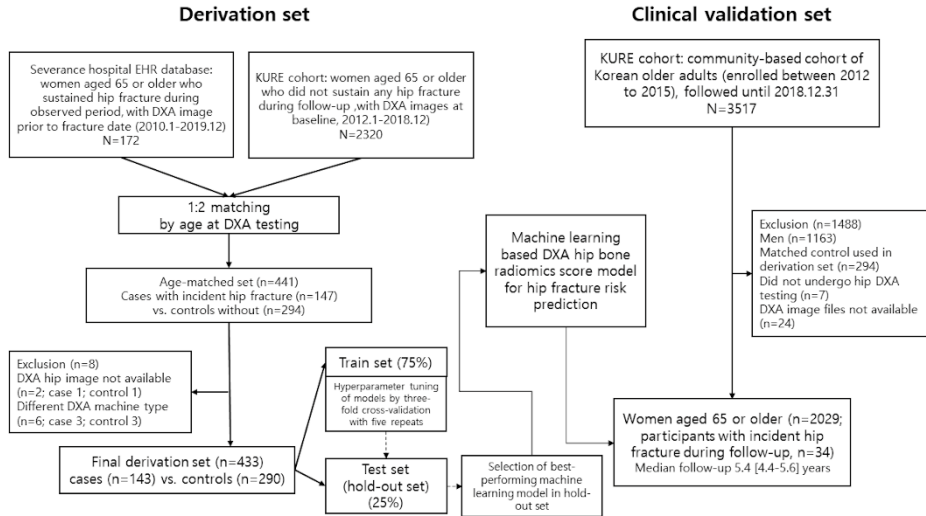 Derivation set
Severance hospital EHR database:
women aged 65 or older who
sustained hip fracture during
observed period, with DXA image
prior to fracture date (2010.1-2019.12)
N=172
KURE cohort: women aged 65 or older
who did not sustain any hip fracture
during follow-up ,with DXA images at
baseline, 2012.1-2018.12)
N=2320
1:2 matching
by age at DXA testing
Age-matched set (n=441)
Cases with incident hip fracture (n=147)
vs. controls without (n=294)
Exclusion (n=8)
DXA hip image not available
(n=2; case 1; control 1)
Different DXA machine type
(n=6; case 3; control 3)
Final derivation set (n=433)
cases (n=143) vs. controls (n=290)
Train set (75%)
Hyperparameter tuning
of models by three-
fold cross-validation
with five repeats
Test set
(hold-out set)
(25%)
Selection of best-
performing machine
learning model in hold-
out set
Machine learning
based DXA hip bone
radiomics score model
for hip fracture risk
prediction
Clinical validation set
KURE cohort: community-based cohort of
Korean older adults (enrolled between 2012
to 2015), followed until 2018.12.31
N=3517
Exclusion (n=1488)
Men (n=1163)
Matched control used in
derivation set (n=294)
Did not undergo hip DXA
testing (n=7)
DXA image files not available
(n=24)
Women aged 65 or older (n=2029;
participants with incident hip
fracture during follow-up, n=34)
Median follow-up 5.4 [4.4-5.6] years